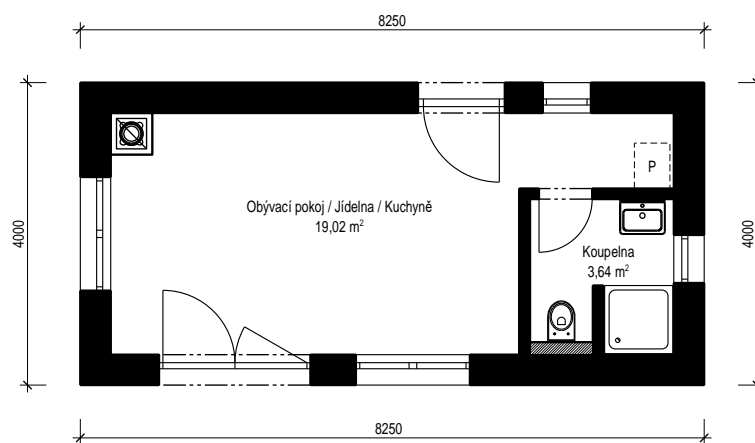 8250
4000
4000
P
Obývací pokoj / Jídelna / Kuchyně
19,02 m²
Koupelna
3,64 m²
8250